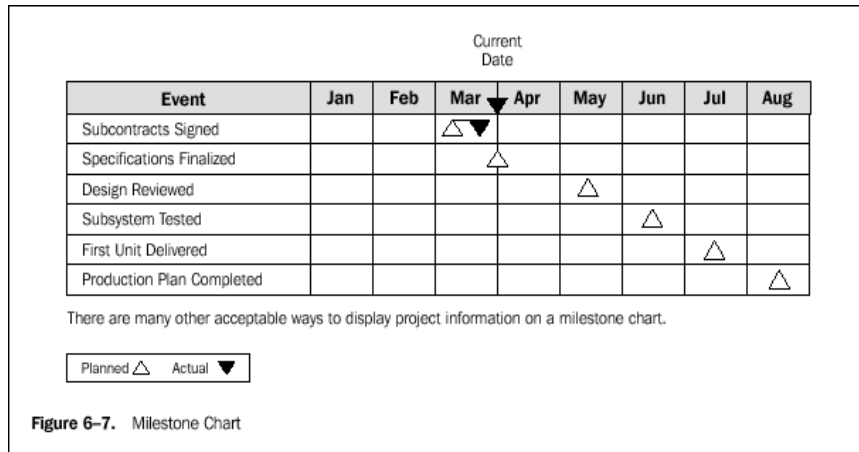 Current
Date
Event Jan Feb Mar Apr May Jun Jul Aug
Subcontracts Signed
Specifications Finalized
Design Reviewed
Subsystem Tested
First Unit Delivered
Production Plan Completed
There are many other acceptable ways to display project information on a milestone chart.
Planned Actual
Figure 6–7. Milestone Chart